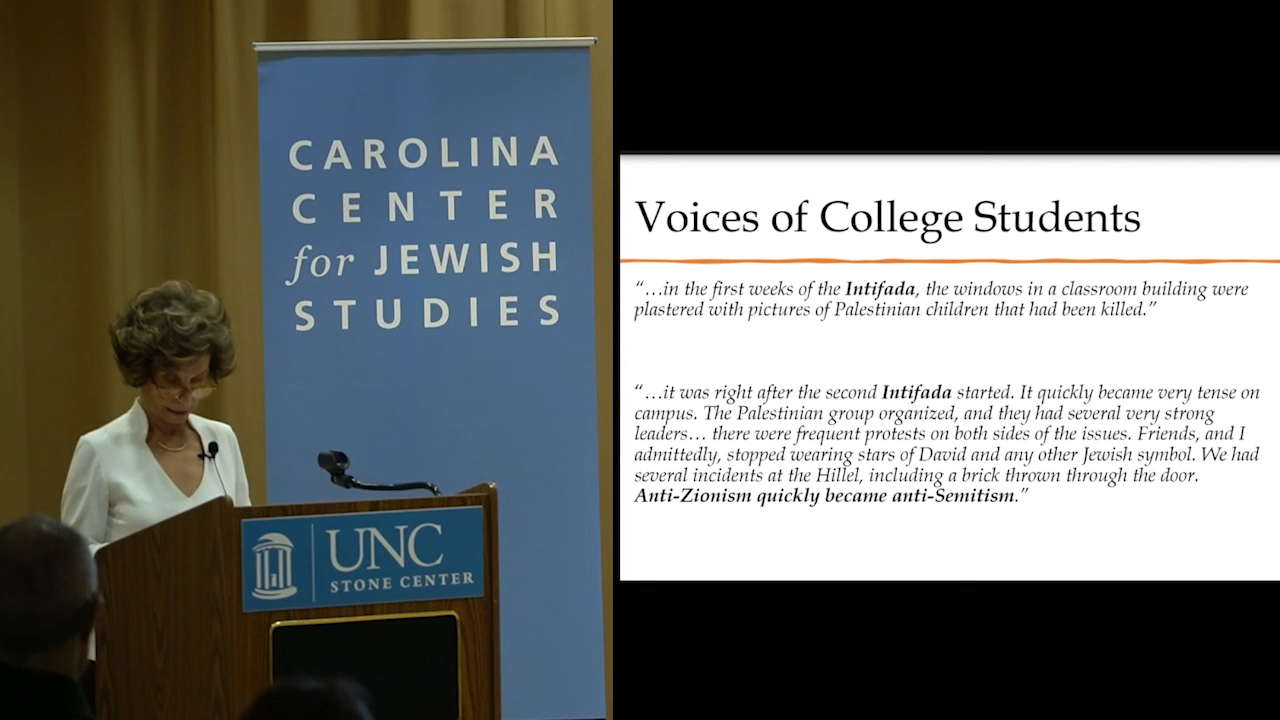 CAROLINA
CENTER
for JEWISH
STUDIES
UNC
STONE CENTER
Voices of College Students
“…in the first weeks of the Intifada, the windows in a classroom building were
plastered with pictures of Palestinian children that had been killed.”
“…it was right after the second Intifada started. It quickly became very tense on
campus. The Palestinian group organized, and they had several very strong
leaders… there were frequent protests on both sides of the issues. Friends, and I
admittedly, stopped wearing stars of David and any other Jewish symbol. We had
several incidents at the Hillel, including a brick thrown through the door.
Anti-Zionism quickly became anti-Semitism.”